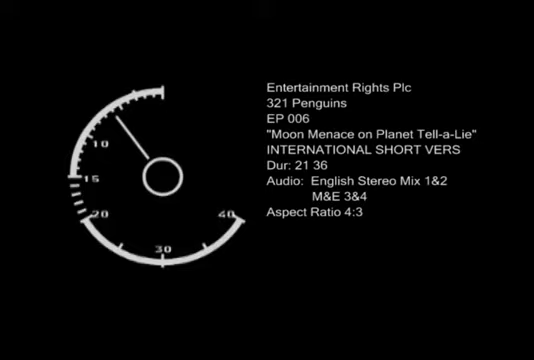 Entertainment Rights Plc
321 Penguins
EP 006
"Moon Menace on Planet Tell-a-Lie"
INTERNATIONAL SHORT VERS
Dur: 21 36
Audio: English Stereo Mix 1&2
M&E 3&4
Aspect Ratio 4:3
10
15
20
30
40